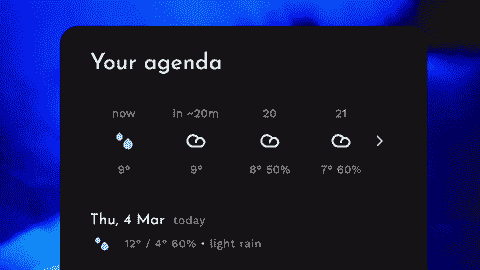 Your agenda
now in ~20m 20 21
9° 9° 8° 50% 7° 60%
Thu, 4 Mar today
12° / 4° 60% • light rain